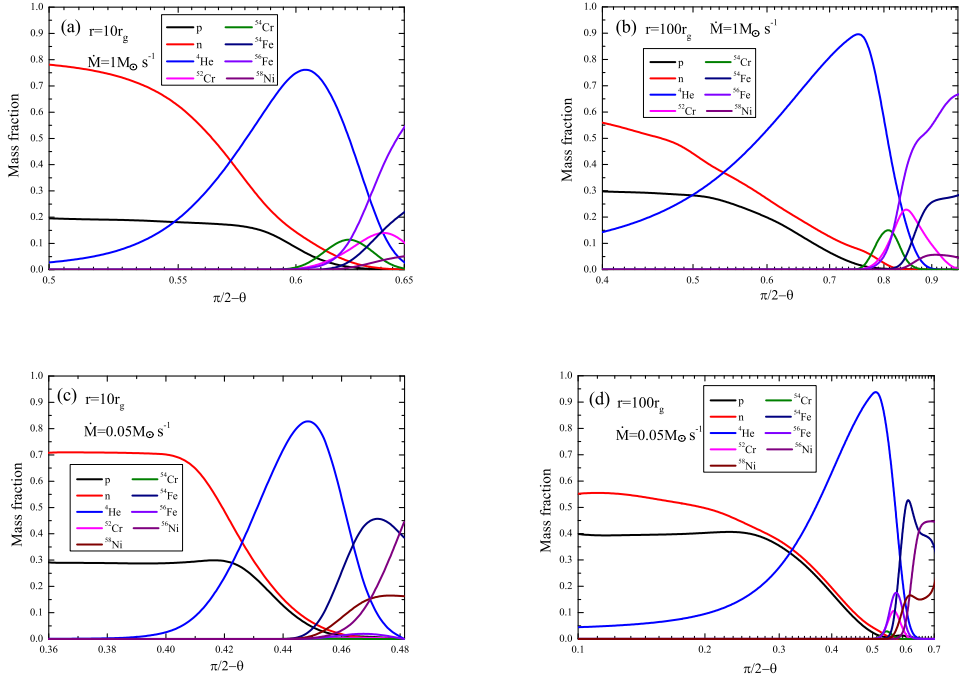 (a)
r=10r_g
Ṁ=1M⊙ s⁻¹
p
n
⁴He
⁵²Cr
⁵⁴Cr
⁵⁴Fe
⁵⁶Fe
⁵⁸Ni
Mass fraction
1.0
0.9
0.8
0.7
0.6
0.5
0.4
0.3
0.2
0.1
0.0
0.5 0.55 0.6 0.65
π/2−θ
(b)
r=100r_g Ṁ=1M⊙ s⁻¹
p
n
⁴He
⁵²Cr
⁵⁴Cr
⁵⁴Fe
⁵⁶Fe
⁵⁸Ni
Mass fraction
1.0
0.9
0.8
0.7
0.6
0.5
0.4
0.3
0.2
0.1
0.0
0.4 0.5 0.6 0.7 0.8 0.9
π/2−θ
(c)
r=10r_g
Ṁ=0.05M⊙ s⁻¹
p
n
⁴He
⁵²Cr
⁵⁸Ni
⁵⁴Cr
⁵⁴Fe
⁵⁶Fe
⁵⁶Ni
Mass fraction
1.0
0.9
0.8
0.7
0.6
0.5
0.4
0.3
0.2
0.1
0.0
0.36 0.38 0.40 0.42 0.44 0.46 0.48
π/2−θ
(d)
r=100r_g
Ṁ=0.05M⊙ s⁻¹
p
n
⁴He
⁵²Cr
⁵⁸Ni
⁵⁴Cr
⁵⁴Fe
⁵⁶Fe
⁵⁶Ni
Mass fraction
1.0
0.9
0.8
0.7
0.6
0.5
0.4
0.3
0.2
0.1
0.0
0.1 0.2 0.3 0.4 0.5 0.6 0.7
π/2−θ